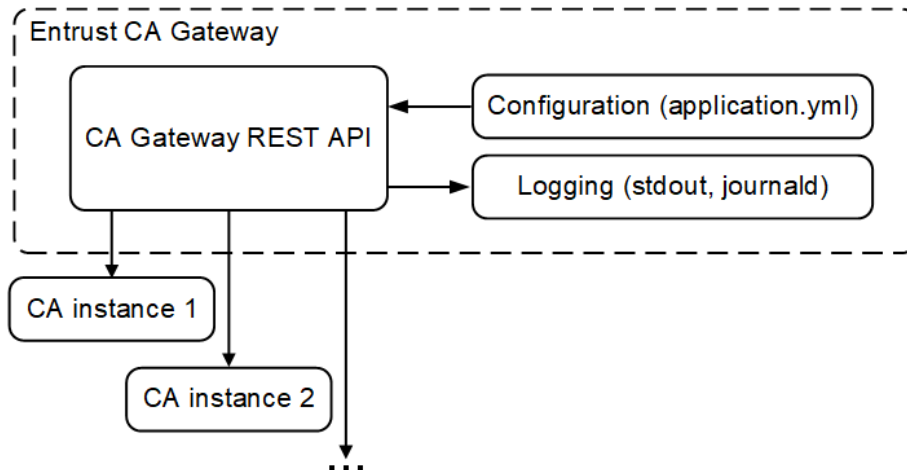 Entrust CA Gateway
CA Gateway REST API
Configuration (application.yml)
Logging (stdout, journald)
CA instance 1
CA instance 2
...